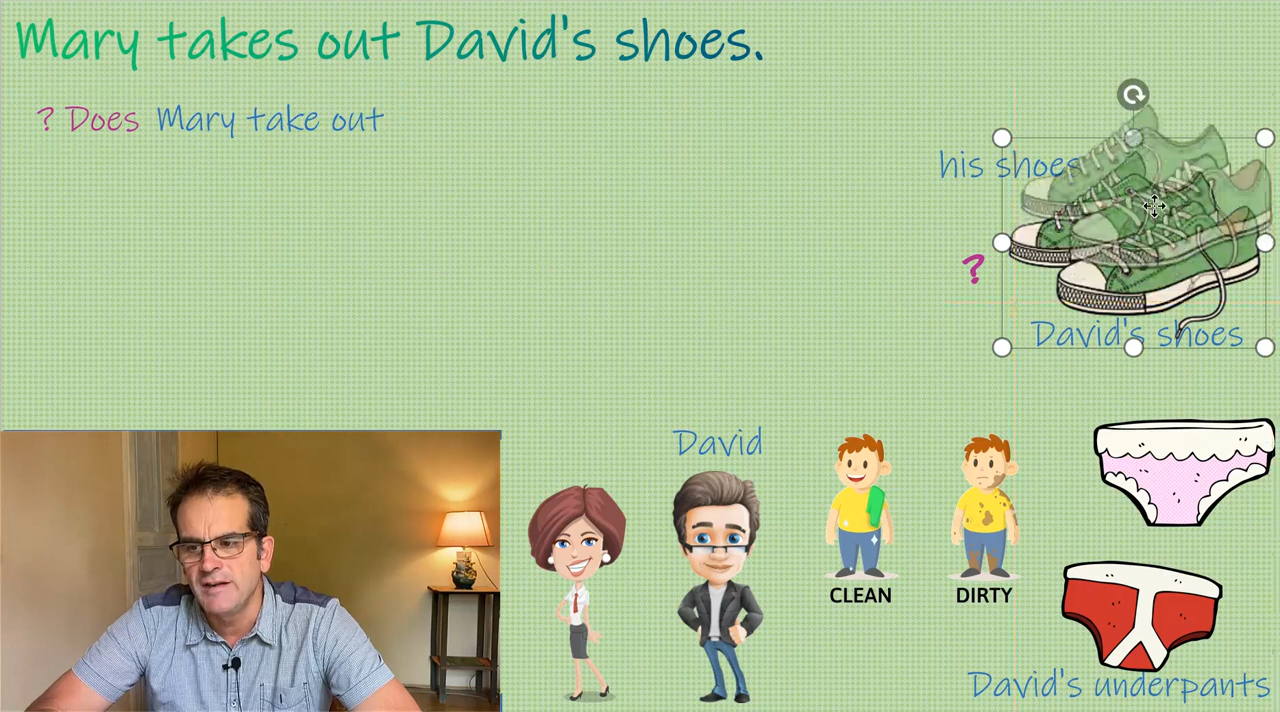 Mary takes out David's shoes.
? Does Mary take out
his shoes
?
David's shoes
David
CLEAN
DIRTY
David's underpants